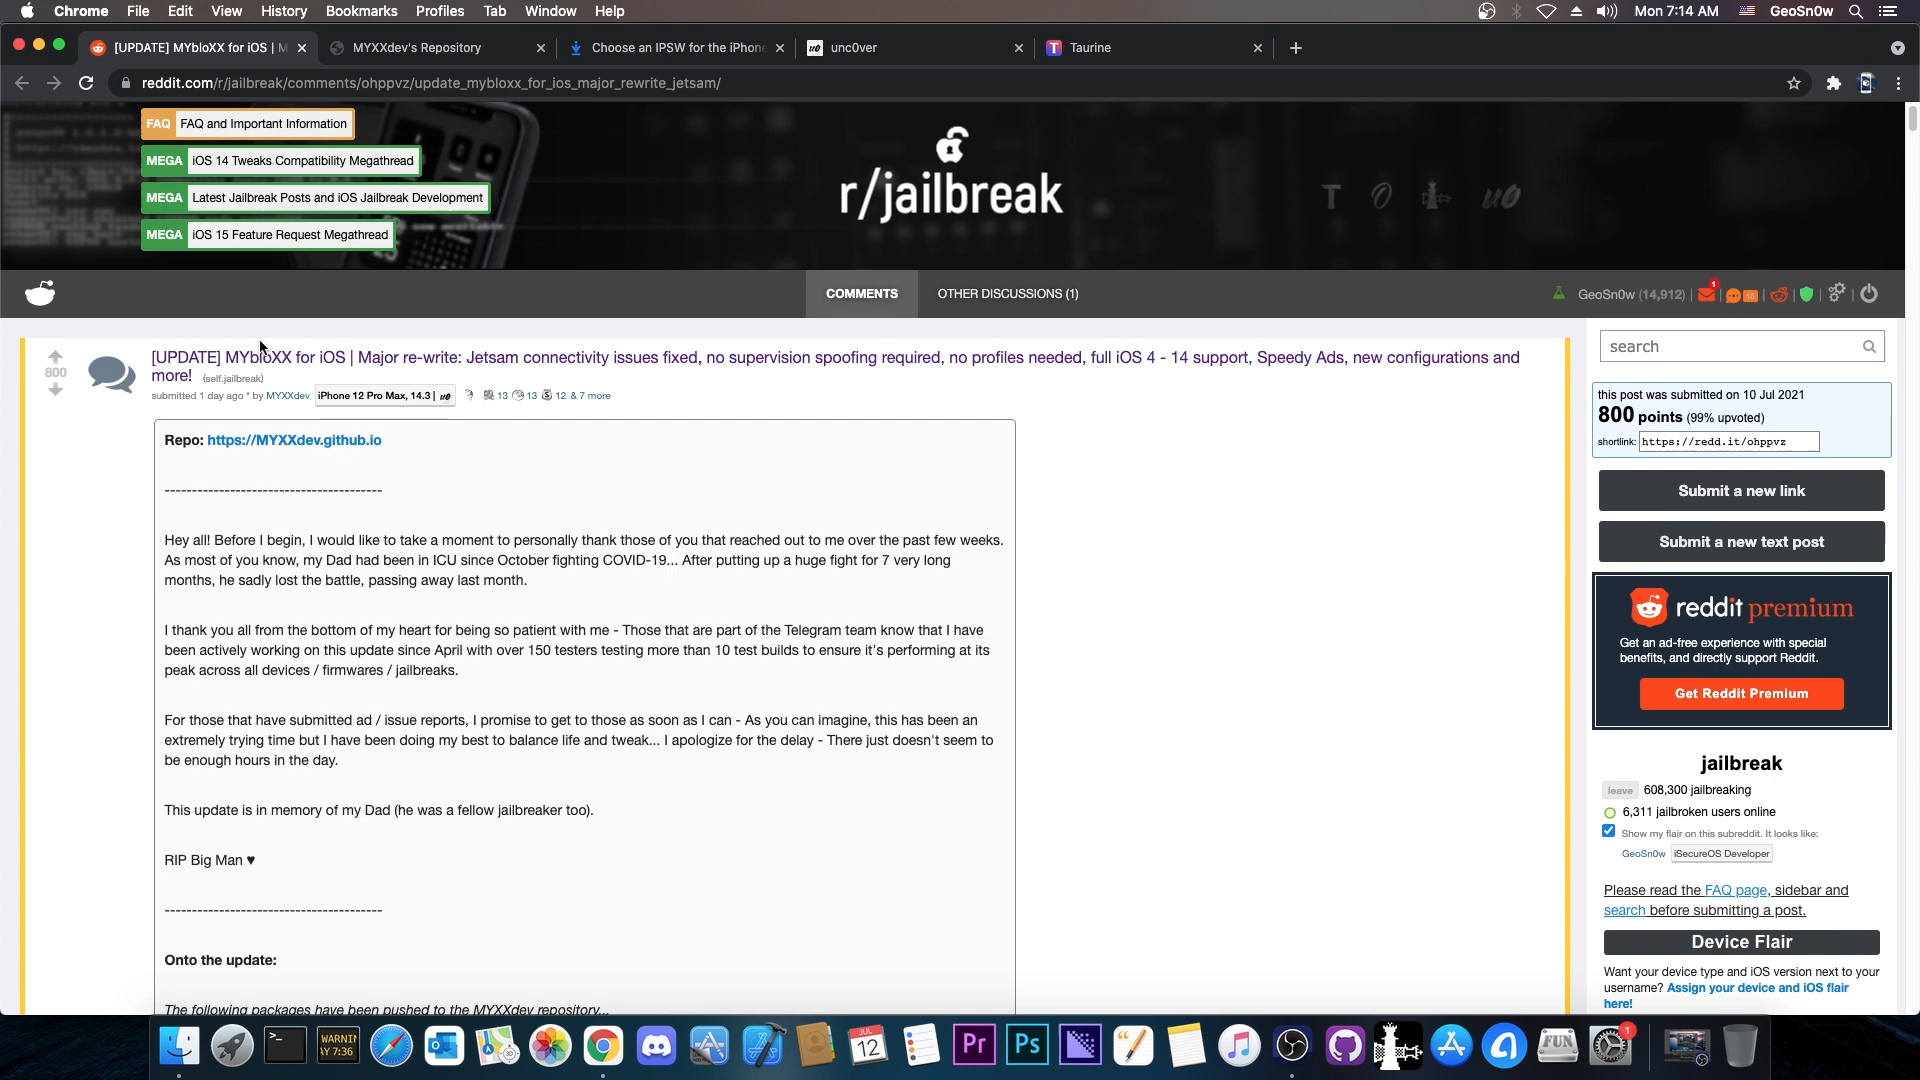 Chrome File Edit View History Bookmarks Profiles Tab Window Help
Mon 7:14 AM GeoSn0w
[UPDATE] MYbloXX for iOS | M
MYXXdev's Repository
Choose an IPSW for the iPhone
unc0ver
Taurine
reddit.com/r/jailbreak/comments/ohppvz/update_mybloxx_for_ios_major_rewrite_jetsam/
FAQ FAQ and Important Information
MEGA iOS 14 Tweaks Compatibility Megathread
MEGA Latest Jailbreak Posts and iOS Jailbreak Development
MEGA iOS 15 Feature Request Megathread
r/jailbreak
COMMENTS
OTHER DISCUSSIONS (1)
GeoSn0w (14,912)
[UPDATE] MYbloXX for iOS | Major re-write: Jetsam connectivity issues fixed, no supervision spoofing required, no profiles needed, full iOS 4 - 14 support, Speedy Ads, new configurations and
more! (self.jailbreak)
800
submitted 1 day ago * by MYXXdev iPhone 12 Pro Max, 14.3 | u0 13 13 12 & 7 more
Repo: https://MYXXdev.github.io
----------------------------------------
Hey all! Before I begin, I would like to take a moment to personally thank those of you that reached out to me over the past few weeks.
As most of you know, my Dad had been in ICU since October fighting COVID-19... After putting up a huge fight for 7 very long
months, he sadly lost the battle, passing away last month.
I thank you all from the bottom of my heart for being so patient with me - Those that are part of the Telegram team know that I have
been actively working on this update since April with over 150 testers testing more than 10 test builds to ensure it's performing at its
peak across all devices / firmwares / jailbreaks.
For those that have submitted ad / issue reports, I promise to get to those as soon as I can - As you can imagine, this has been an
extremely trying time but I have been doing my best to balance life and tweak... I apologize for the delay - There just doesn't seem to
be enough hours in the day.
This update is in memory of my Dad (he was a fellow jailbreaker too).
RIP Big Man ♥
----------------------------------------
Onto the update:
The following packages have been pushed to the MYXXdev repository...
search
this post was submitted on 10 Jul 2021
800 points (99% upvoted)
shortlink: https://redd.it/ohppvz
Submit a new link
Submit a new text post
reddit premium
Get an ad-free experience with special
benefits, and directly support Reddit.
Get Reddit Premium
jailbreak
leave 608,300 jailbreaking
6,311 jailbroken users online
Show my flair on this subreddit. It looks like:
GeoSn0w iSecureOS Developer
Please read the FAQ page, sidebar and
search before submitting a post.
Device Flair
Want your device type and iOS version next to your
username? Assign your device and iOS flair
here!
WARNIN
AY 7:36
JUL
12
Pr
Ps
FUN
1